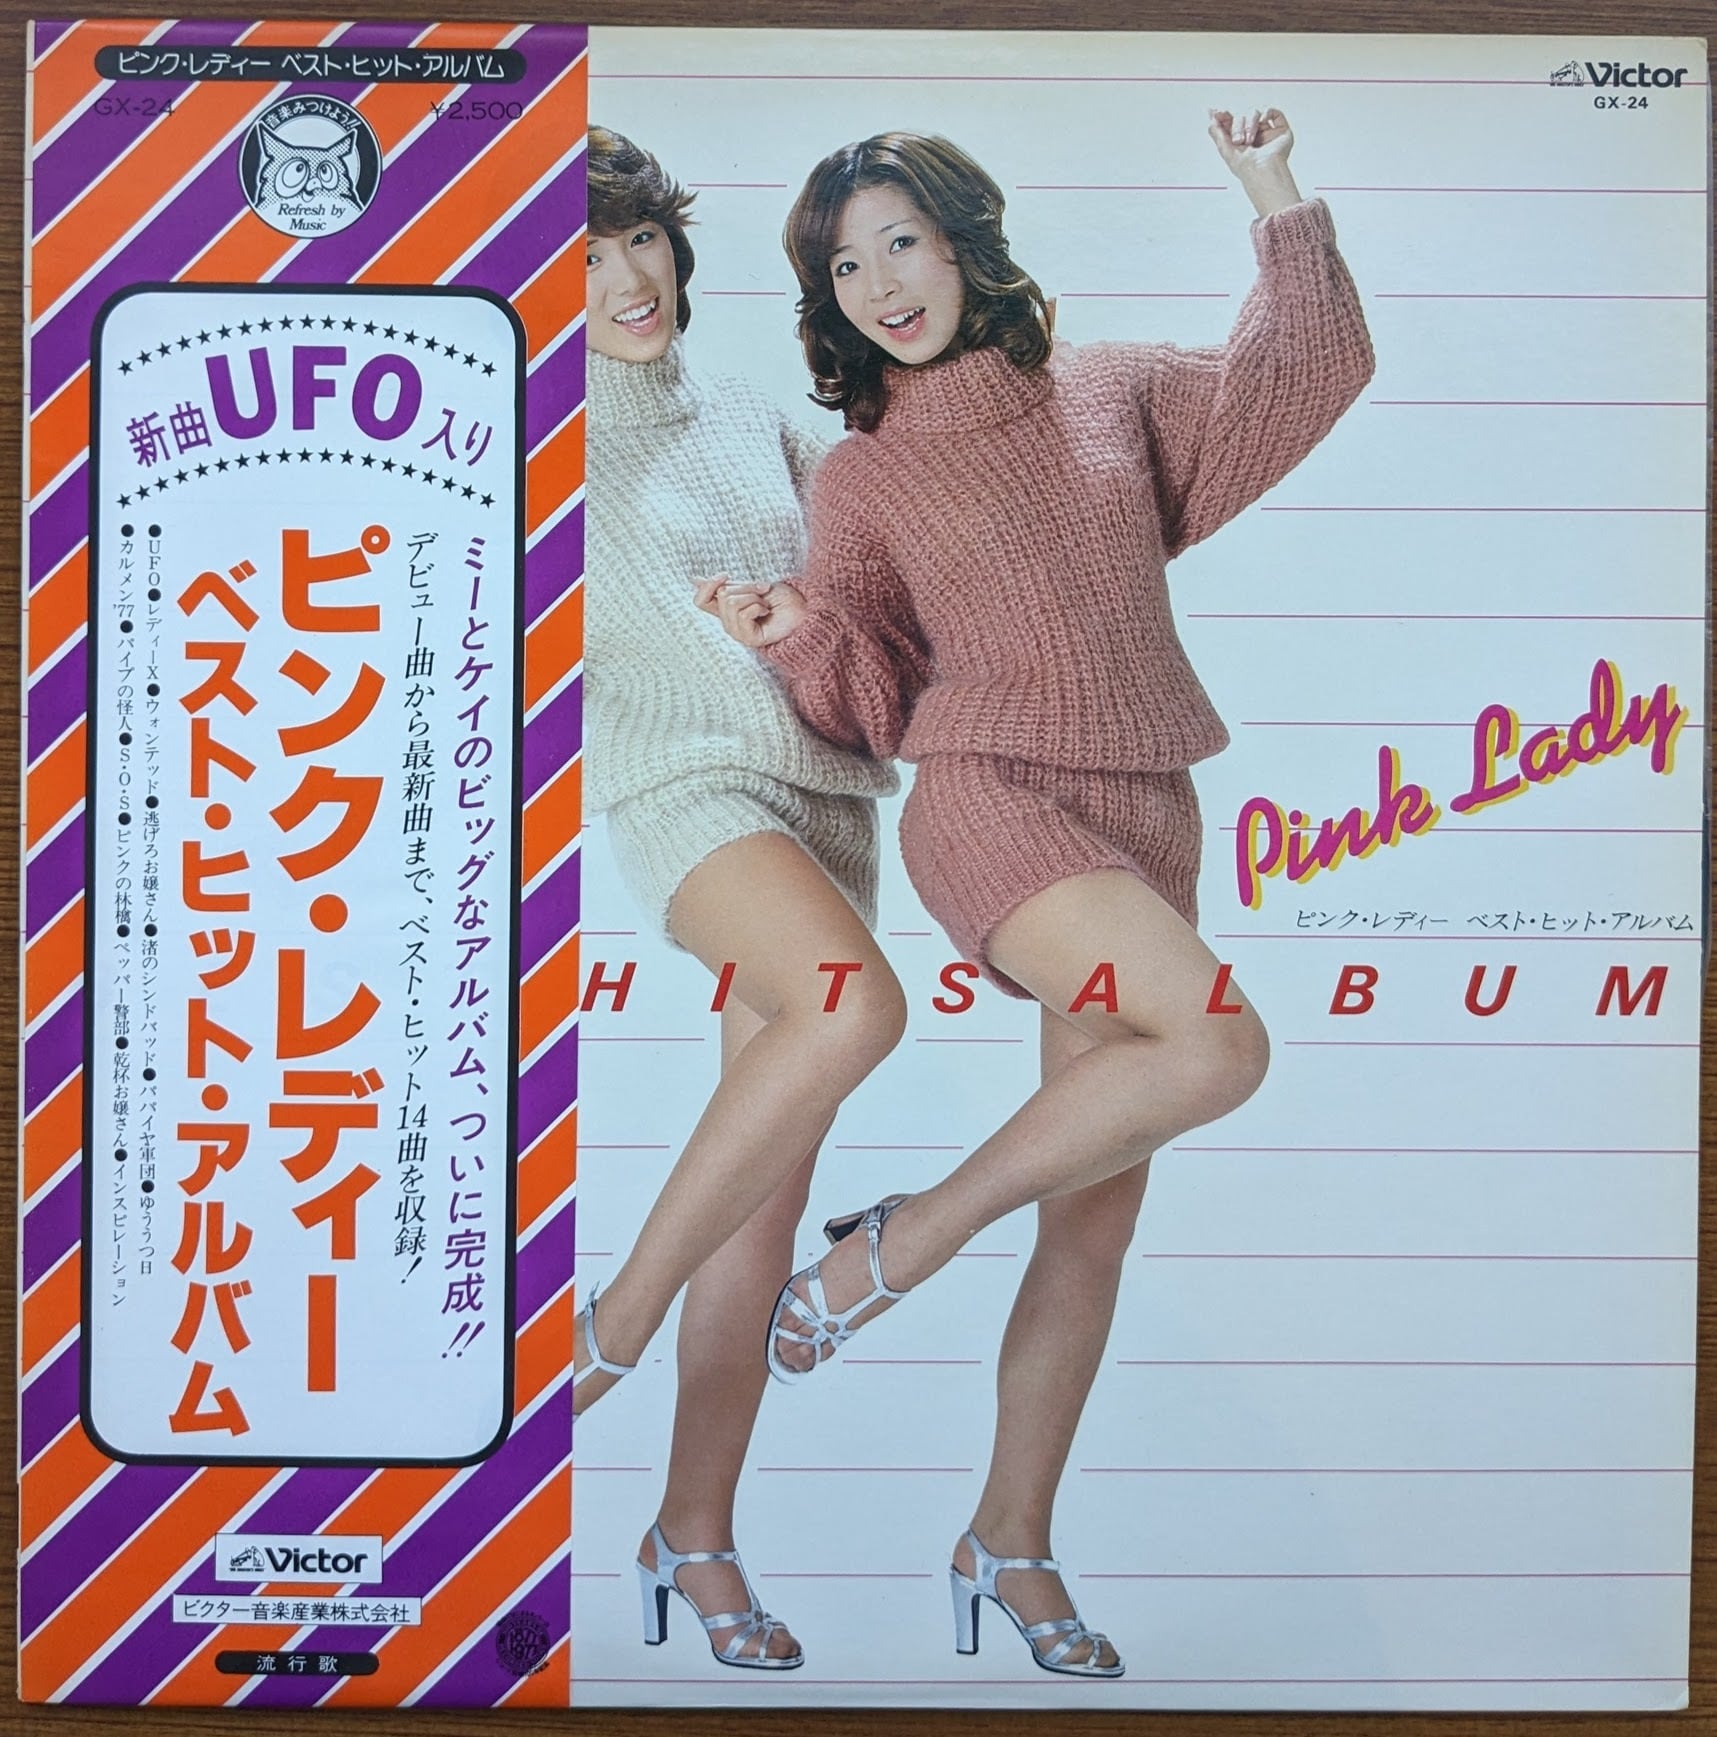 ピンク・レディー ベスト・ヒット・アルバム
GX-24
¥2,500
音楽みつけよう!!
Refresh by
Music
新曲UFO入り
ミーとケイのビッグなアルバム、ついに完成!!
デビュー曲から最新曲まで、ベスト・ヒット14曲を収録!
ピンク・レディー
ベスト・ヒット・アルバム
●UFO●レディーX●ウォンテッド●逃げろお嬢さん●渚のシンドバッド●パパイヤ軍団●ゆううつ日
●カルメン'77●パイプの怪人●S・O・S●ピンクの林檎●ペッパー警部●乾杯お嬢さん●インスピレーション
Victor
ビクター音楽産業株式会社
流行歌
1877
1977
Victor
GX-24
Pink Lady
ピンク・レディー ベスト・ヒット・アルバム
HITS ALBUM